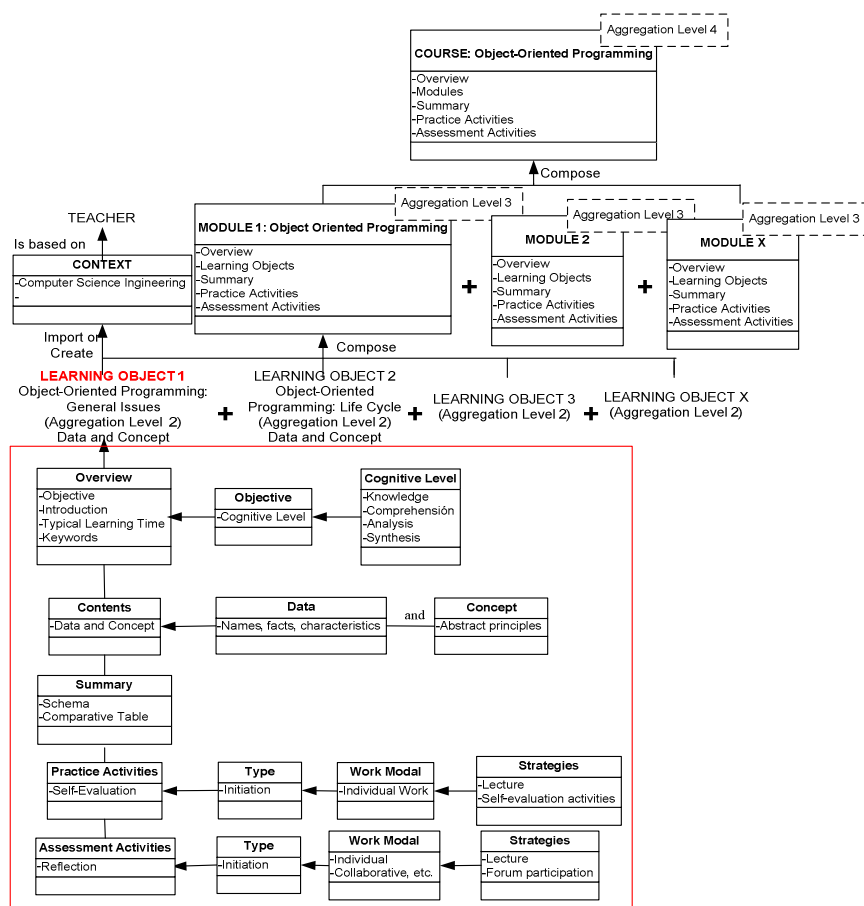 Aggregation Level 4
COURSE: Object-Oriented Programming
-Overview
-Modules
-Summary
-Practice Activities
-Assessment Activities
Compose
Aggregation Level 3
MODULE 1: Object Oriented Programming
-Overview
-Learning Objects
-Summary
-Practice Activities
-Assessment Activities
+
Aggregation Level 3
MODULE 2
-Overview
-Learning Objects
-Summary
-Practice Activities
-Assessment Activities
+
Aggregation Level 3
MODULE X
-Overview
-Learning Objects
-Summary
-Practice Activities
-Assessment Activities
TEACHER
Is based on
CONTEXT
-Computer Science Ingineering
-
Import or
Create
Compose
LEARNING OBJECT 1
Object-Oriented Programming:
General Issues
(Aggregation Level 2)
Data and Concept
+
LEARNING OBJECT 2
Object-Oriented
Programming: Life Cycle
(Aggregation Level 2)
Data and Concept
+
LEARNING OBJECT 3
(Aggregation Level 2)
+
LEARNING OBJECT X
(Aggregation Level 2)
Overview
-Objective
-Introduction
-Typical Learning Time
-Keywords
Objective
-Cognitive Level
Cognitive Level
-Knowledge
-Comprehensión
-Analysis
-Synthesis
Contents
-Data and Concept
Data
-Names, facts, characteristics
and
Concept
-Abstract principles
Summary
-Schema
-Comparative Table
Practice Activities
-Self-Evaluation
Type
-Initiation
Work Modal
-Individual Work
Strategies
-Lecture
-Self-evaluation activities
Assessment Activities
-Reflection
Type
-Initiation
Work Modal
-Individual
-Collaborative, etc.
Strategies
-Lecture
-Forum participation